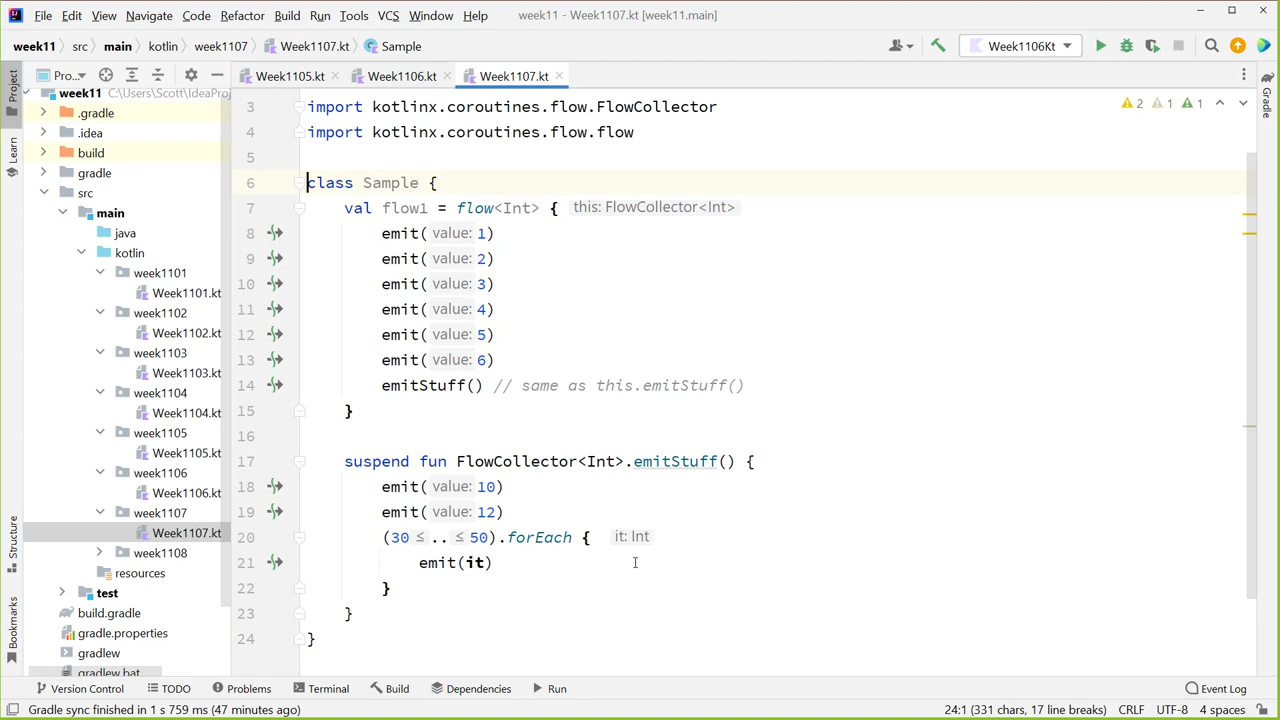 File Edit View Navigate Code Refactor Build Run Tools VCS Window Help week11 - Week1107.kt [week11.main]
week11 src main kotlin week1107 Week1107.kt Sample Week1106Kt
Pro... Week1105.kt Week1106.kt Week1107.kt
Project
Learn
Structure
Bookmarks
week11 C:\Users\Scott\IdeaProj
.gradle
.idea
build
gradle
src
main
java
kotlin
week1101
Week1101.kt
week1102
Week1102.kt
week1103
Week1103.kt
week1104
Week1104.kt
week1105
Week1105.kt
week1106
Week1106.kt
week1107
Week1107.kt
week1108
resources
test
build.gradle
gradle.properties
gradlew
gradlew.bat
3 import kotlinx.coroutines.flow.FlowCollector
4 import kotlinx.coroutines.flow.flow
5
6 class Sample {
7 val flow1 = flow<Int> { this: FlowCollector<Int>
8 emit( value: 1)
9 emit( value: 2)
10 emit( value: 3)
11 emit( value: 4)
12 emit( value: 5)
13 emit( value: 6)
14 emitStuff() // same as this.emitStuff()
15 }
16
17 suspend fun FlowCollector<Int>.emitStuff() {
18 emit( value: 10)
19 emit( value: 12)
20 (30 ≤ .. ≤ 50).forEach { it: Int
21 emit(it)
22 }
23 }
24 }
2 1 1
Gradle
Version Control TODO Problems Terminal Build Dependencies Run Event Log
Gradle sync finished in 1 s 759 ms (47 minutes ago) 24:1 (331 chars, 17 line breaks) CRLF UTF-8 4 spaces